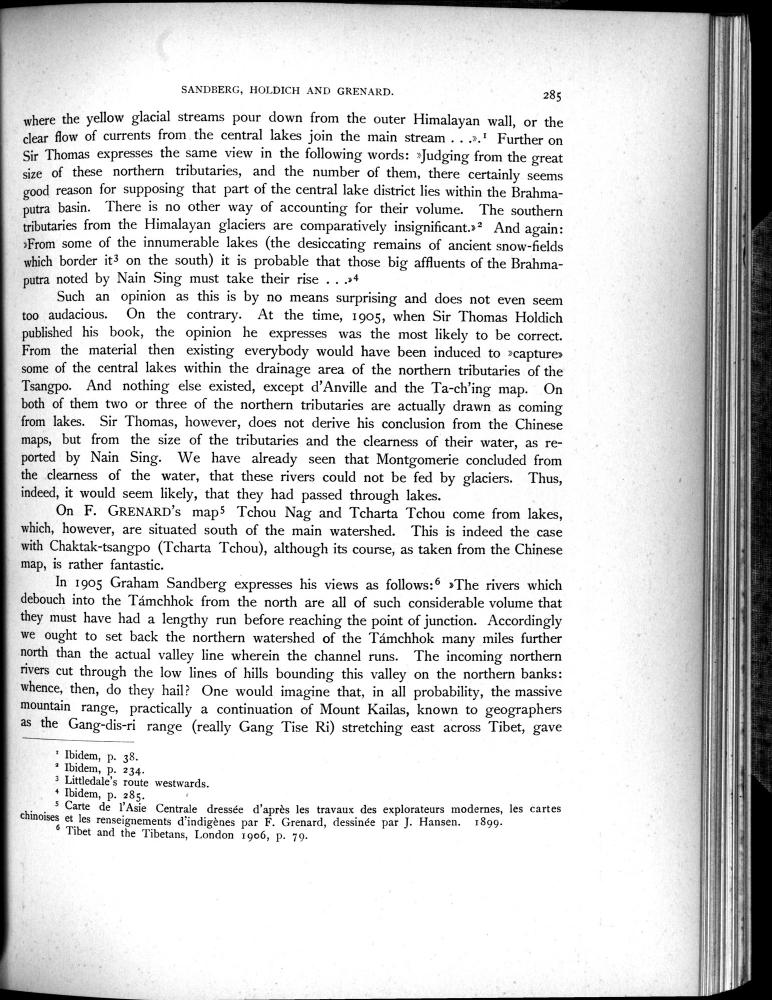 SANDBERG, HOLDICH AND GRENARD.
285
where the yellow glacial streams pour down from the outer Himalayan wall, or the
clear flow of currents from the central lakes join the main stream . . .».¹ Further on
Sir Thomas expresses the same view in the following words: »Judging from the great
size of these northern tributaries, and the number of them, there certainly seems
good reason for supposing that part of the central lake district lies within the Brahma-
putra basin. There is no other way of accounting for their volume. The southern
tributaries from the Himalayan glaciers are comparatively insignificant.»² And again:
»From some of the innumerable lakes (the desiccating remains of ancient snow-fields
which border it³ on the south) it is probable that those big affluents of the Brahma-
putra noted by Nain Sing must take their rise . . .»⁴
Such an opinion as this is by no means surprising and does not even seem
too audacious. On the contrary. At the time, 1905, when Sir Thomas Holdich
published his book, the opinion he expresses was the most likely to be correct.
From the material then existing everybody would have been induced to »capture»
some of the central lakes within the drainage area of the northern tributaries of the
Tsangpo. And nothing else existed, except d'Anville and the Ta-ch'ing map. On
both of them two or three of the northern tributaries are actually drawn as coming
from lakes. Sir Thomas, however, does not derive his conclusion from the Chinese
maps, but from the size of the tributaries and the clearness of their water, as re-
ported by Nain Sing. We have already seen that Montgomerie concluded from
the clearness of the water, that these rivers could not be fed by glaciers. Thus,
indeed, it would seem likely, that they had passed through lakes.
On F. GRENARD's map⁵ Tchou Nag and Tcharta Tchou come from lakes,
which, however, are situated south of the main watershed. This is indeed the case
with Chaktak-tsangpo (Tcharta Tchou), although its course, as taken from the Chinese
map, is rather fantastic.
In 1905 Graham Sandberg expresses his views as follows:⁶ »The rivers which
debouch into the Támchhok from the north are all of such considerable volume that
they must have had a lengthy run before reaching the point of junction. Accordingly
we ought to set back the northern watershed of the Támchhok many miles further
north than the actual valley line wherein the channel runs. The incoming northern
rivers cut through the low lines of hills bounding this valley on the northern banks:
whence, then, do they hail? One would imagine that, in all probability, the massive
mountain range, practically a continuation of Mount Kailas, known to geographers
as the Gang-dis-ri range (really Gang Tise Ri) stretching east across Tibet, gave
¹ Ibidem, p. 38.
² Ibidem, p. 234.
³ Littledale's route westwards.
⁴ Ibidem, p. 285.
⁵ Carte de l'Asie Centrale dressée d'après les travaux des explorateurs modernes, les cartes
chinoises et les renseignements d'indigènes par F. Grenard, dessinée par J. Hansen. 1899.
⁶ Tibet and the Tibetans, London 1906, p. 79.